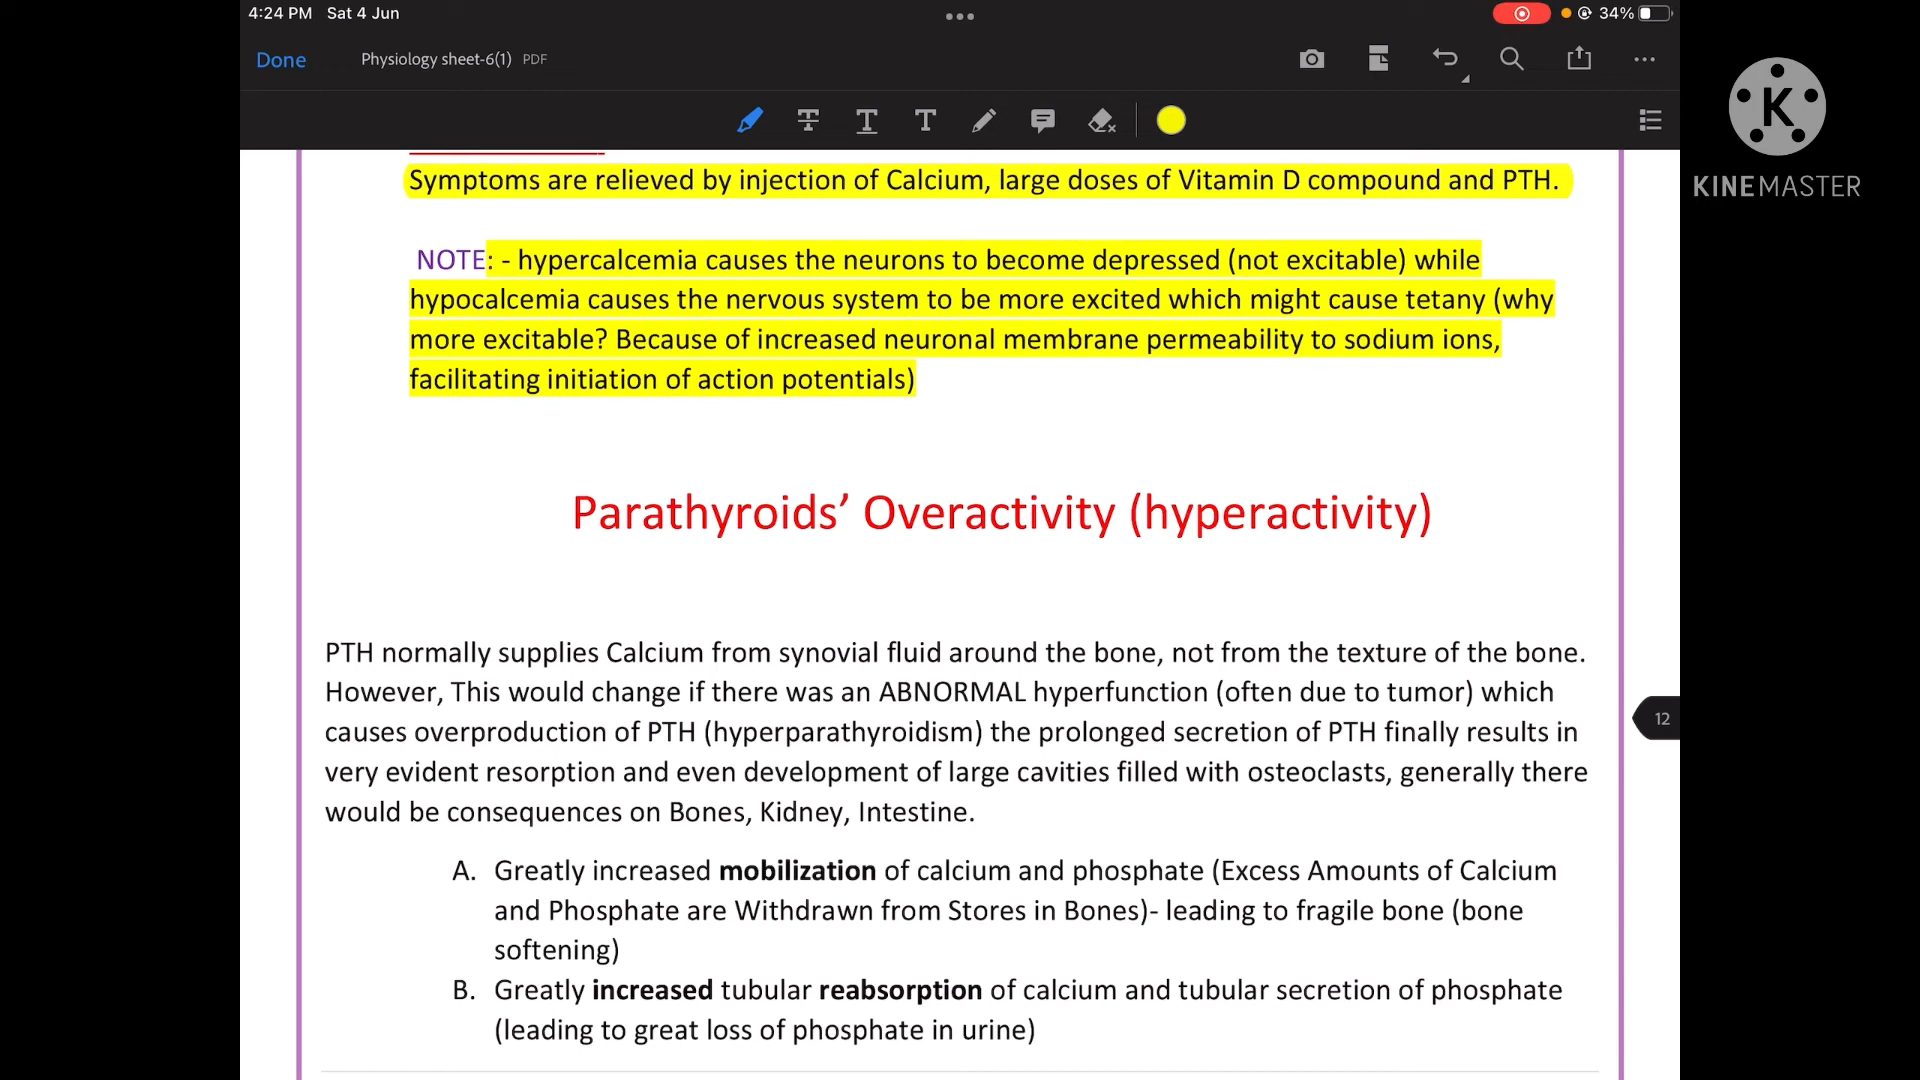 4:24 PM Sat 4 Jun
34%
Done
Physiology sheet-6(1) PDF
K
KINEMASTER
Symptoms are relieved by injection of Calcium, large doses of Vitamin D compound and PTH.
NOTE: - hypercalcemia causes the neurons to become depressed (not excitable) while
hypocalcemia causes the nervous system to be more excited which might cause tetany (why
more excitable? Because of increased neuronal membrane permeability to sodium ions,
facilitating initiation of action potentials)
Parathyroids’ Overactivity (hyperactivity)
PTH normally supplies Calcium from synovial fluid around the bone, not from the texture of the bone.
However, This would change if there was an ABNORMAL hyperfunction (often due to tumor) which
causes overproduction of PTH (hyperparathyroidism) the prolonged secretion of PTH finally results in
very evident resorption and even development of large cavities filled with osteoclasts, generally there
would be consequences on Bones, Kidney, Intestine.
12
A. Greatly increased mobilization of calcium and phosphate (Excess Amounts of Calcium
and Phosphate are Withdrawn from Stores in Bones)- leading to fragile bone (bone
softening)
B. Greatly increased tubular reabsorption of calcium and tubular secretion of phosphate
(leading to great loss of phosphate in urine)